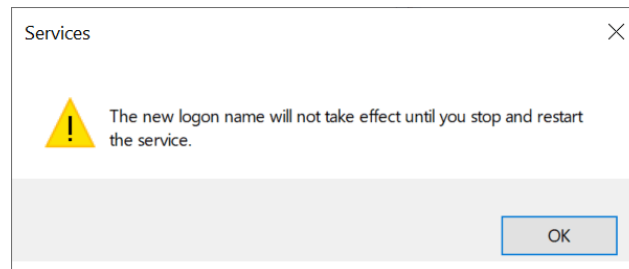 Services
The new logon name will not take effect until you stop and restart
the service.
OK